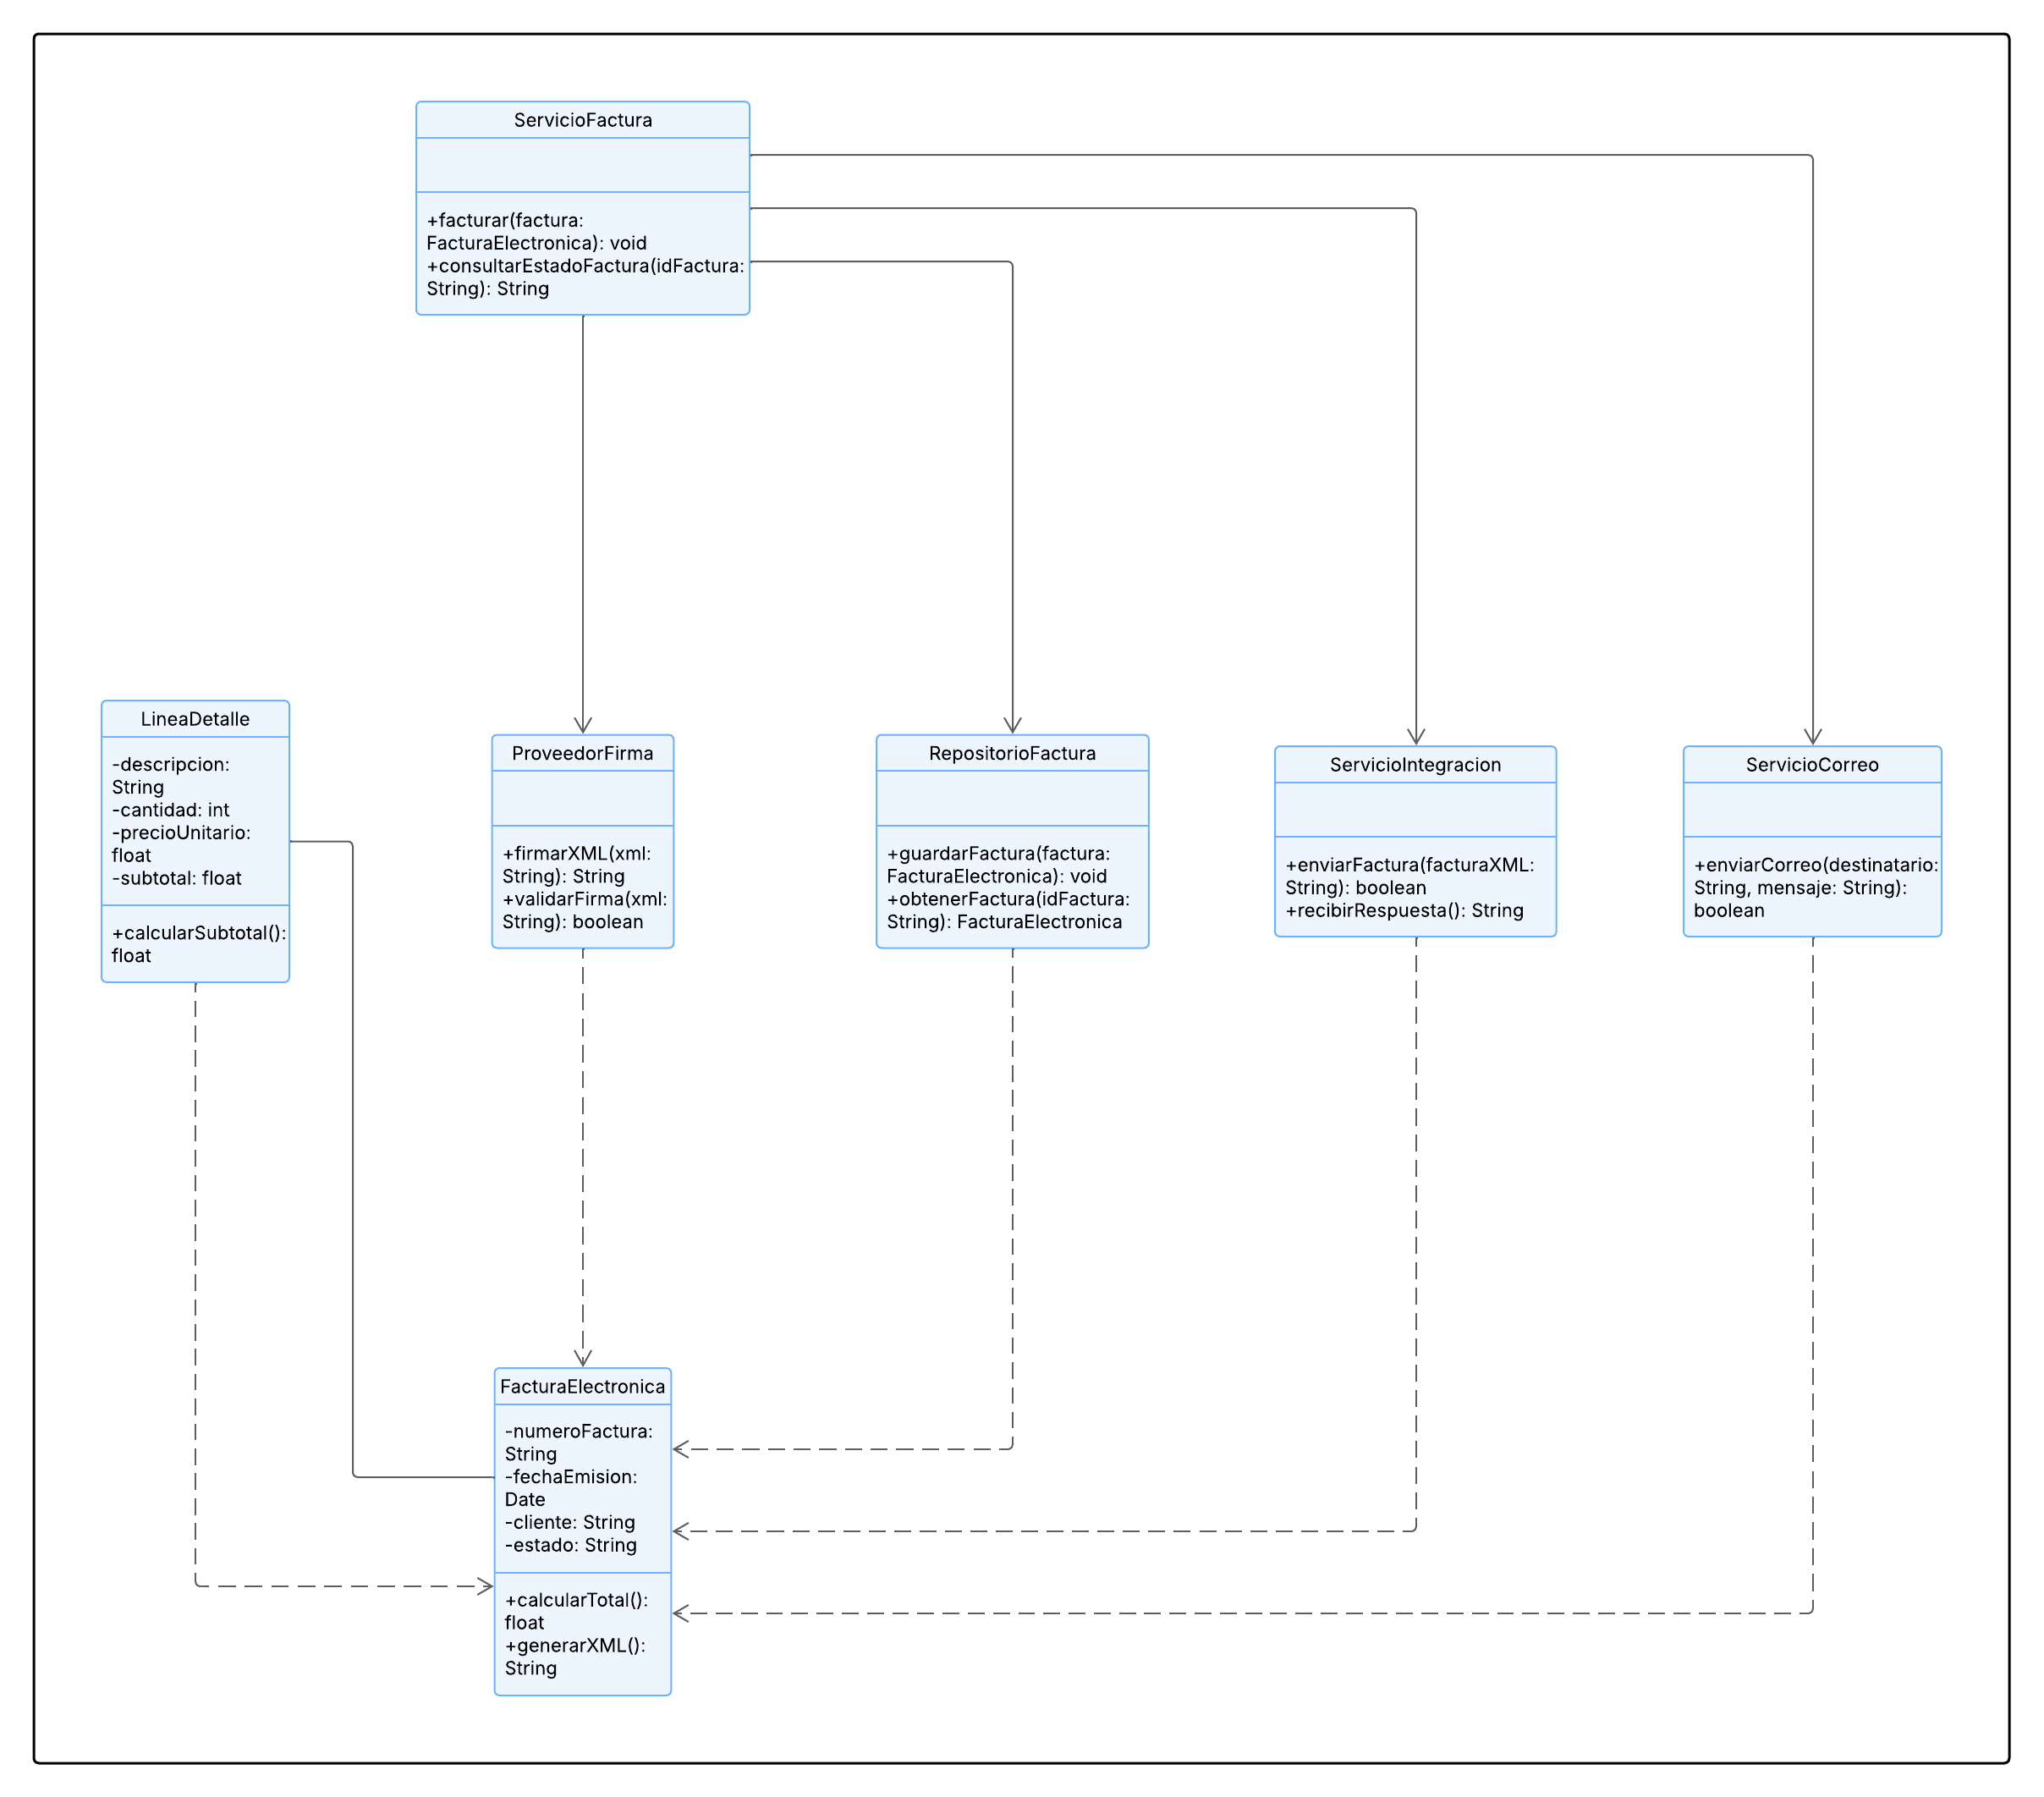 ServicioFactura
+facturar(factura:
FacturaElectronica): void
+consultarEstadoFactura(idFactura:
String): String
LineaDetalle
-descripcion:
String
-cantidad: int
-precioUnitario:
float
-subtotal: float
+calcularSubtotal():
float
ProveedorFirma
+firmarXML(xml:
String): String
+validarFirma(xml:
String): boolean
RepositorioFactura
+guardarFactura(factura:
FacturaElectronica): void
+obtenerFactura(idFactura:
String): FacturaElectronica
ServicioIntegracion
+enviarFactura(facturaXML:
String): boolean
+recibirRespuesta(): String
ServicioCorreo
+enviarCorreo(destinatario:
String, mensaje: String):
boolean
FacturaElectronica
-numeroFactura:
String
-fechaEmision:
Date
-cliente: String
-estado: String
+calcularTotal():
float
+generarXML():
String